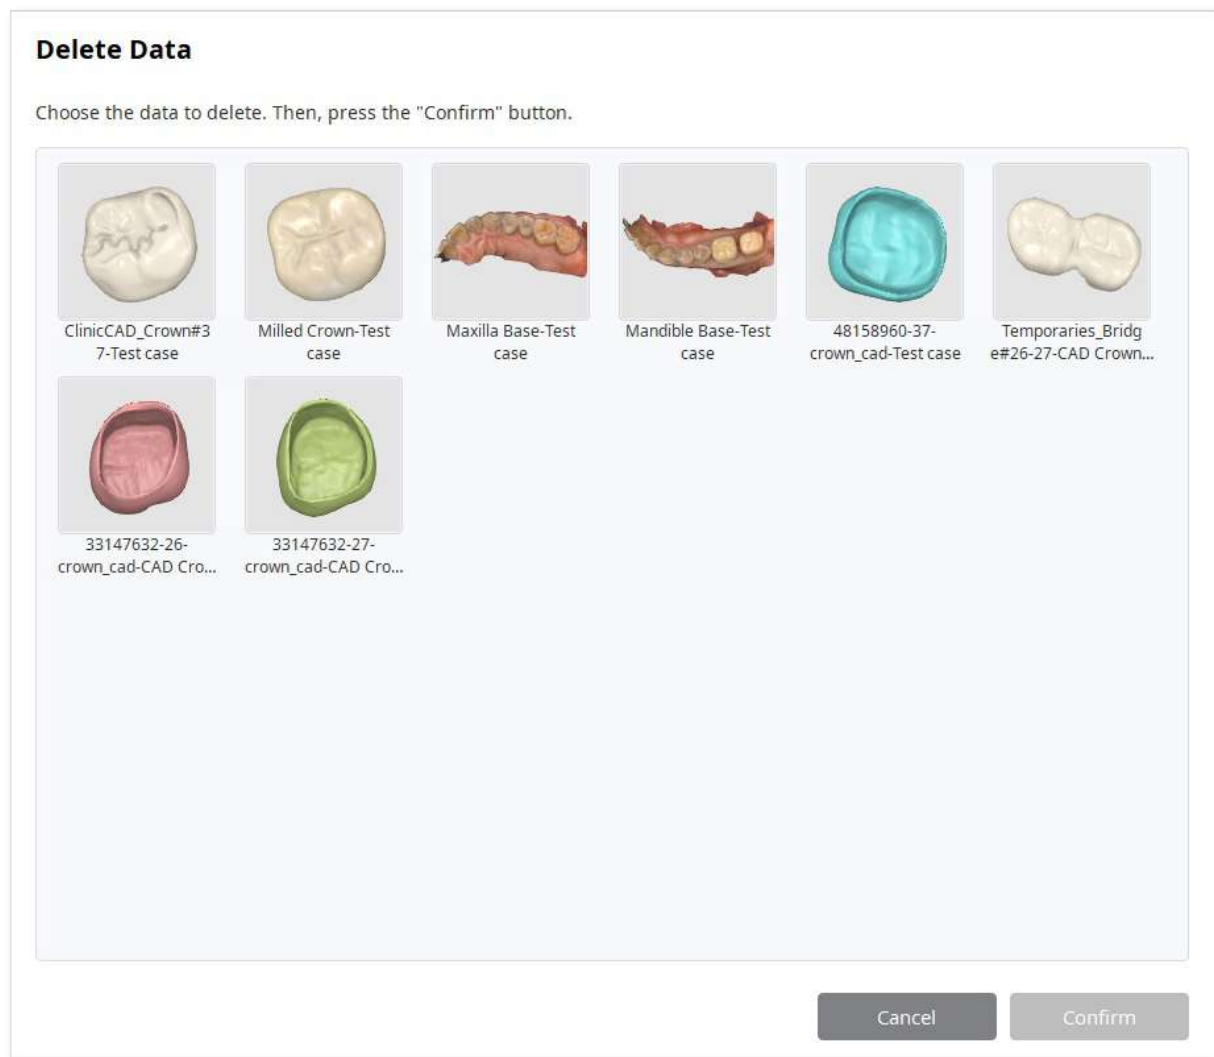 Delete Data
Choose the data to delete. Then, press the "Confirm" button.
ClinicCAD_Crown#3
7-Test case
Milled Crown-Test
case
Maxilla Base-Test
case
Mandible Base-Test
case
48158960-37-
crown_cad-Test case
Temporaries_Bridg
e#26-27-CAD Crown...
33147632-26-
crown_cad-CAD Cro...
33147632-27-
crown_cad-CAD Cro...
Cancel
Confirm